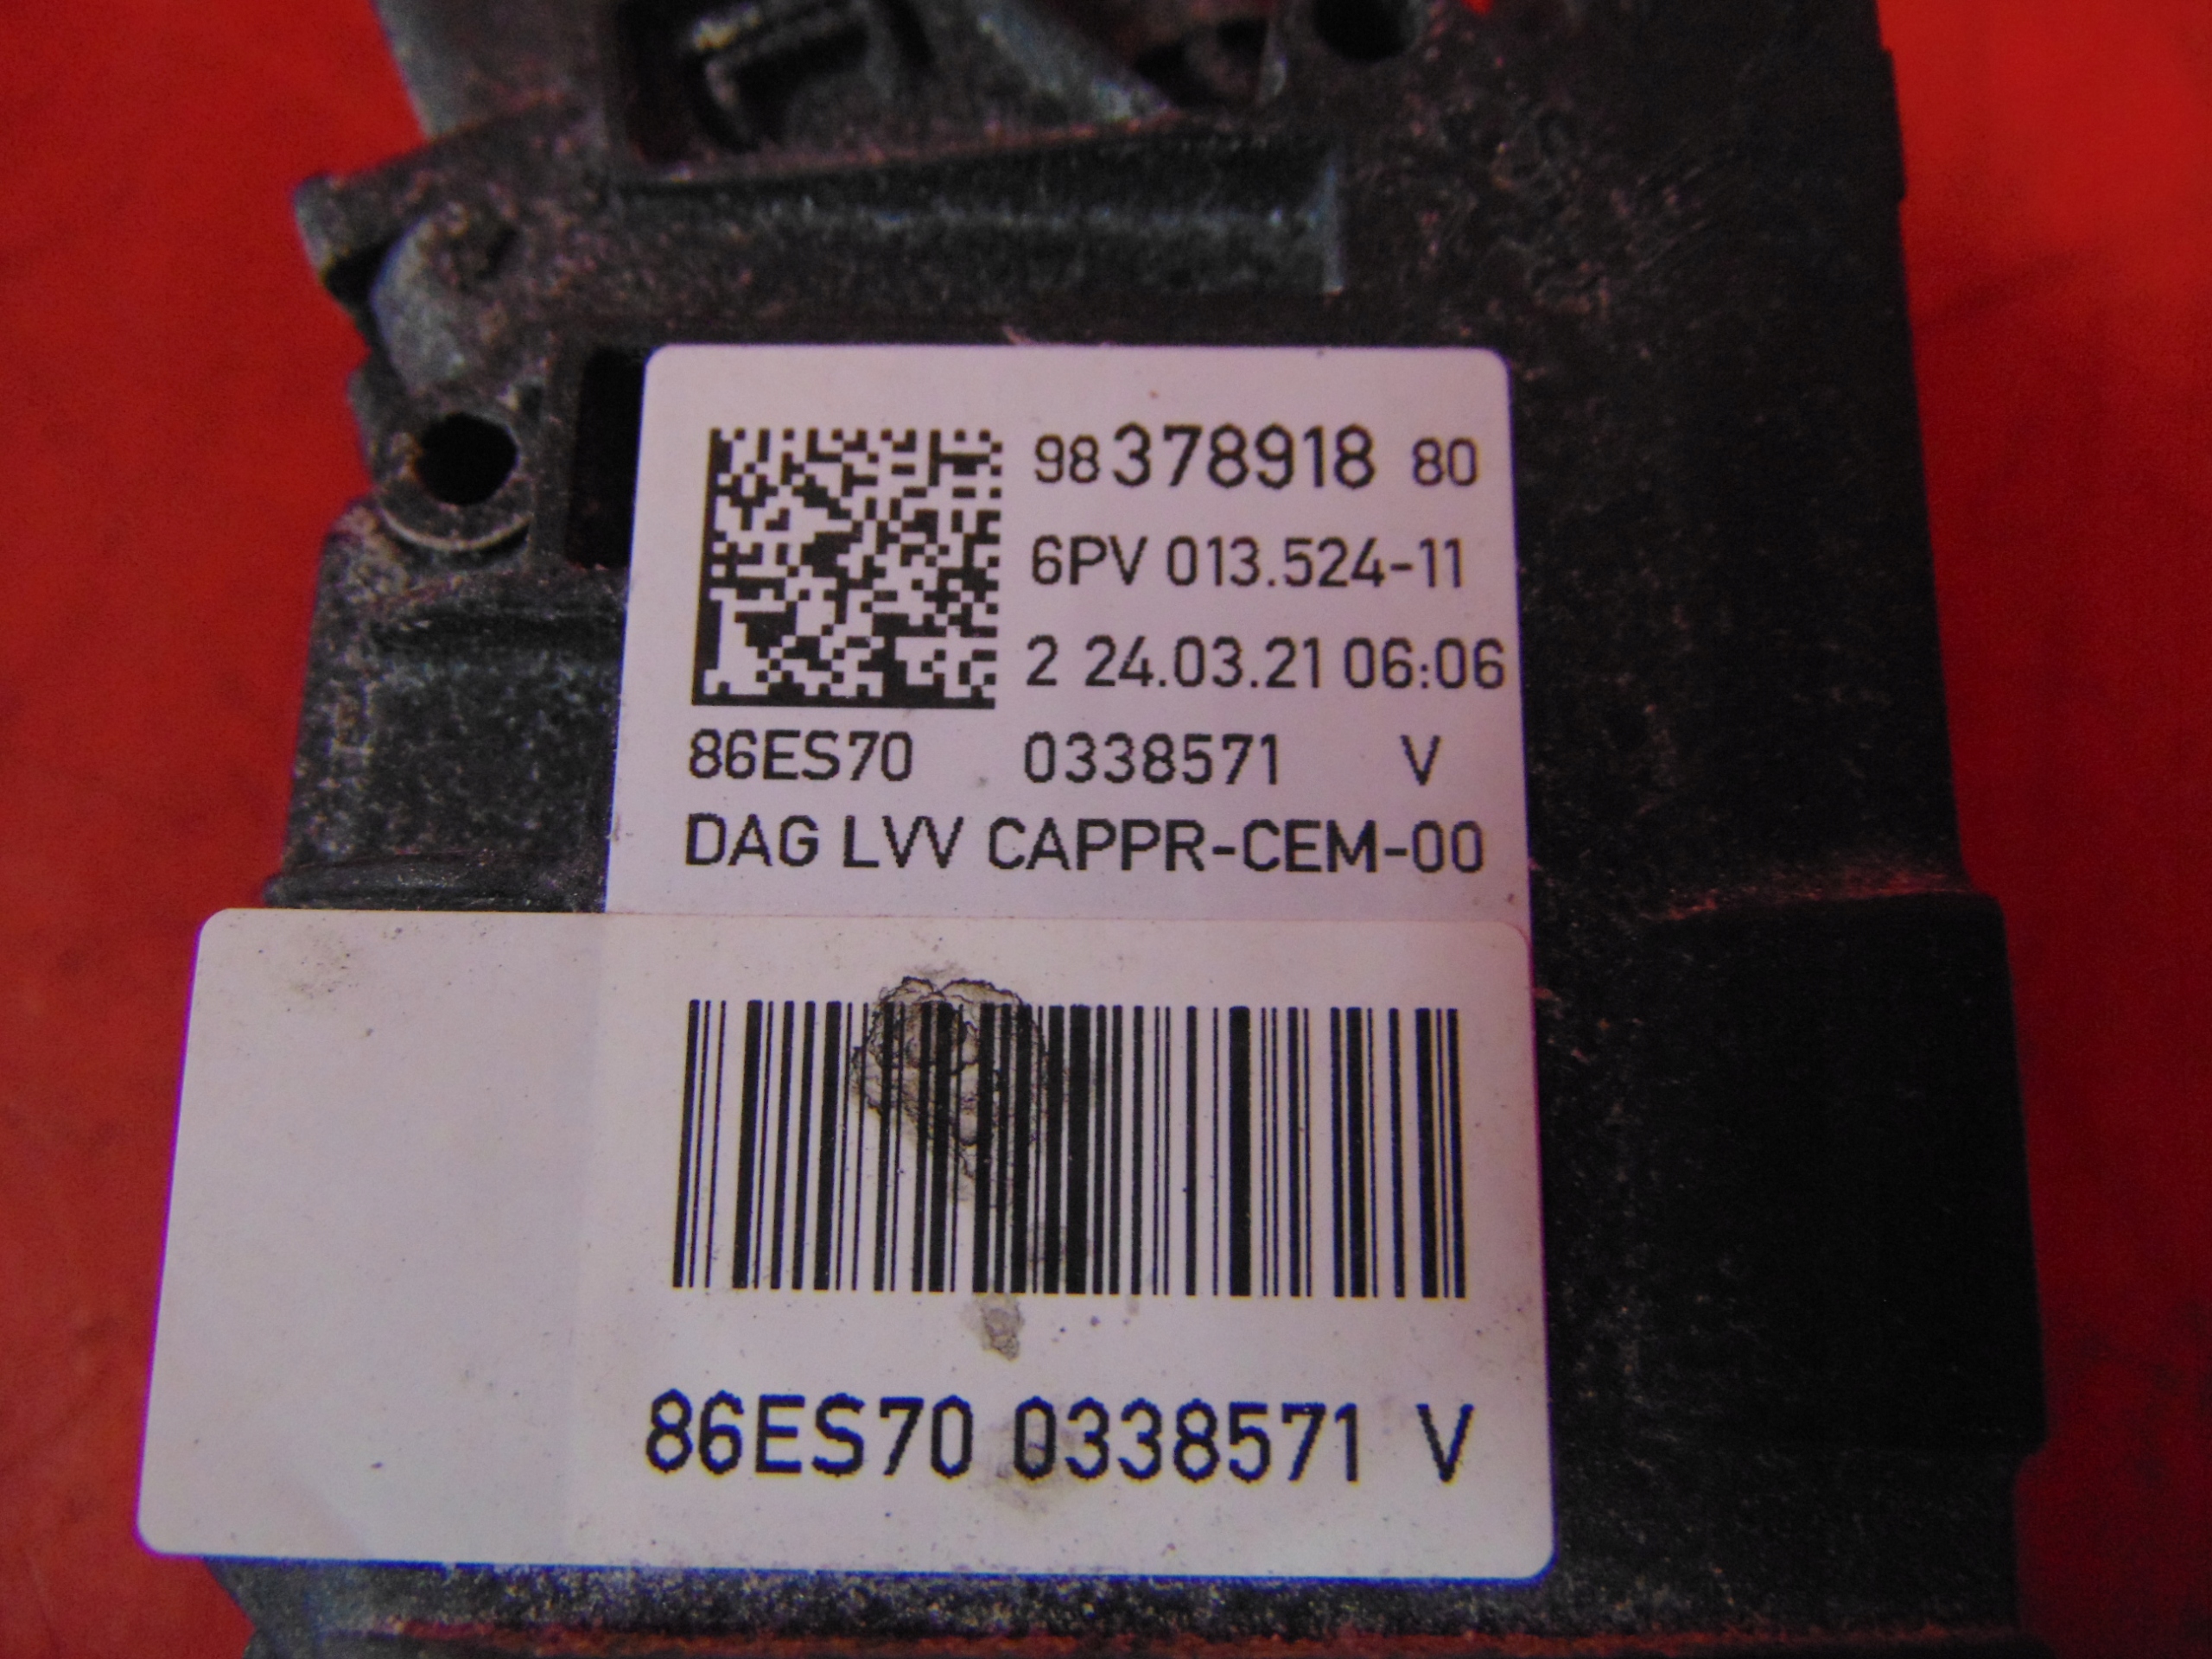 98 378918 80
6PV 013.524-11
2 24.03.21 06:06
86ES70 0338571 V
DAG LVV CAPPR-CEM-00
86ES70 0338571 V